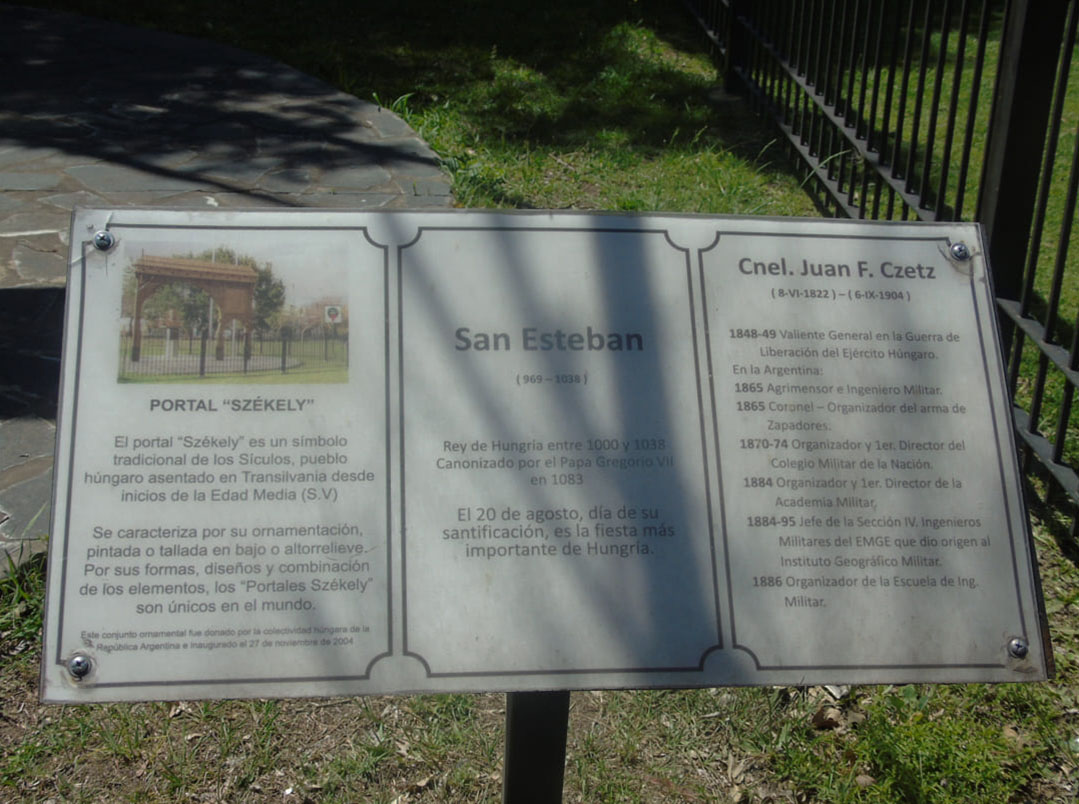 PORTAL "SZÉKELY"
El portal "Székely" es un símbolo
tradicional de los Sículos, pueblo
húngaro asentado en Transilvania desde
inicios de la Edad Media (S.V)
Se caracteriza por su ornamentación,
pintada o tallada en bajo o altorrelieve.
Por sus formas, diseños y combinación
de los elementos, los "Portales Székely"
son únicos en el mundo.
Este conjunto ornamental fue donado por la colectividad húngara de la
República Argentina e inaugurado el 27 de noviembre de 2004
San Esteban
( 969 – 1038 )
Rey de Hungría entre 1000 y 1038
Canonizado por el Papa Gregorio VII
en 1083
El 20 de agosto, día de su
santificación, es la fiesta más
importante de Hungría.
Cnel. Juan F. Czetz
( 8-VI-1822 ) – ( 6-IX-1904 )
1848-49 Valiente General en la Guerra de
Liberación del Ejército Húngaro.
En la Argentina:
1865 Agrimensor e Ingeniero Militar.
1865 Coronel – Organizador del arma de
Zapadores.
1870-74 Organizador y 1er. Director del
Colegio Militar de la Nación.
1884 Organizador y 1er. Director de la
Academia Militar.
1884-95 Jefe de la Sección IV. Ingenieros
Militares del EMGE que dio origen al
Instituto Geográfico Militar.
1886 Organizador de la Escuela de Ing.
Militar.